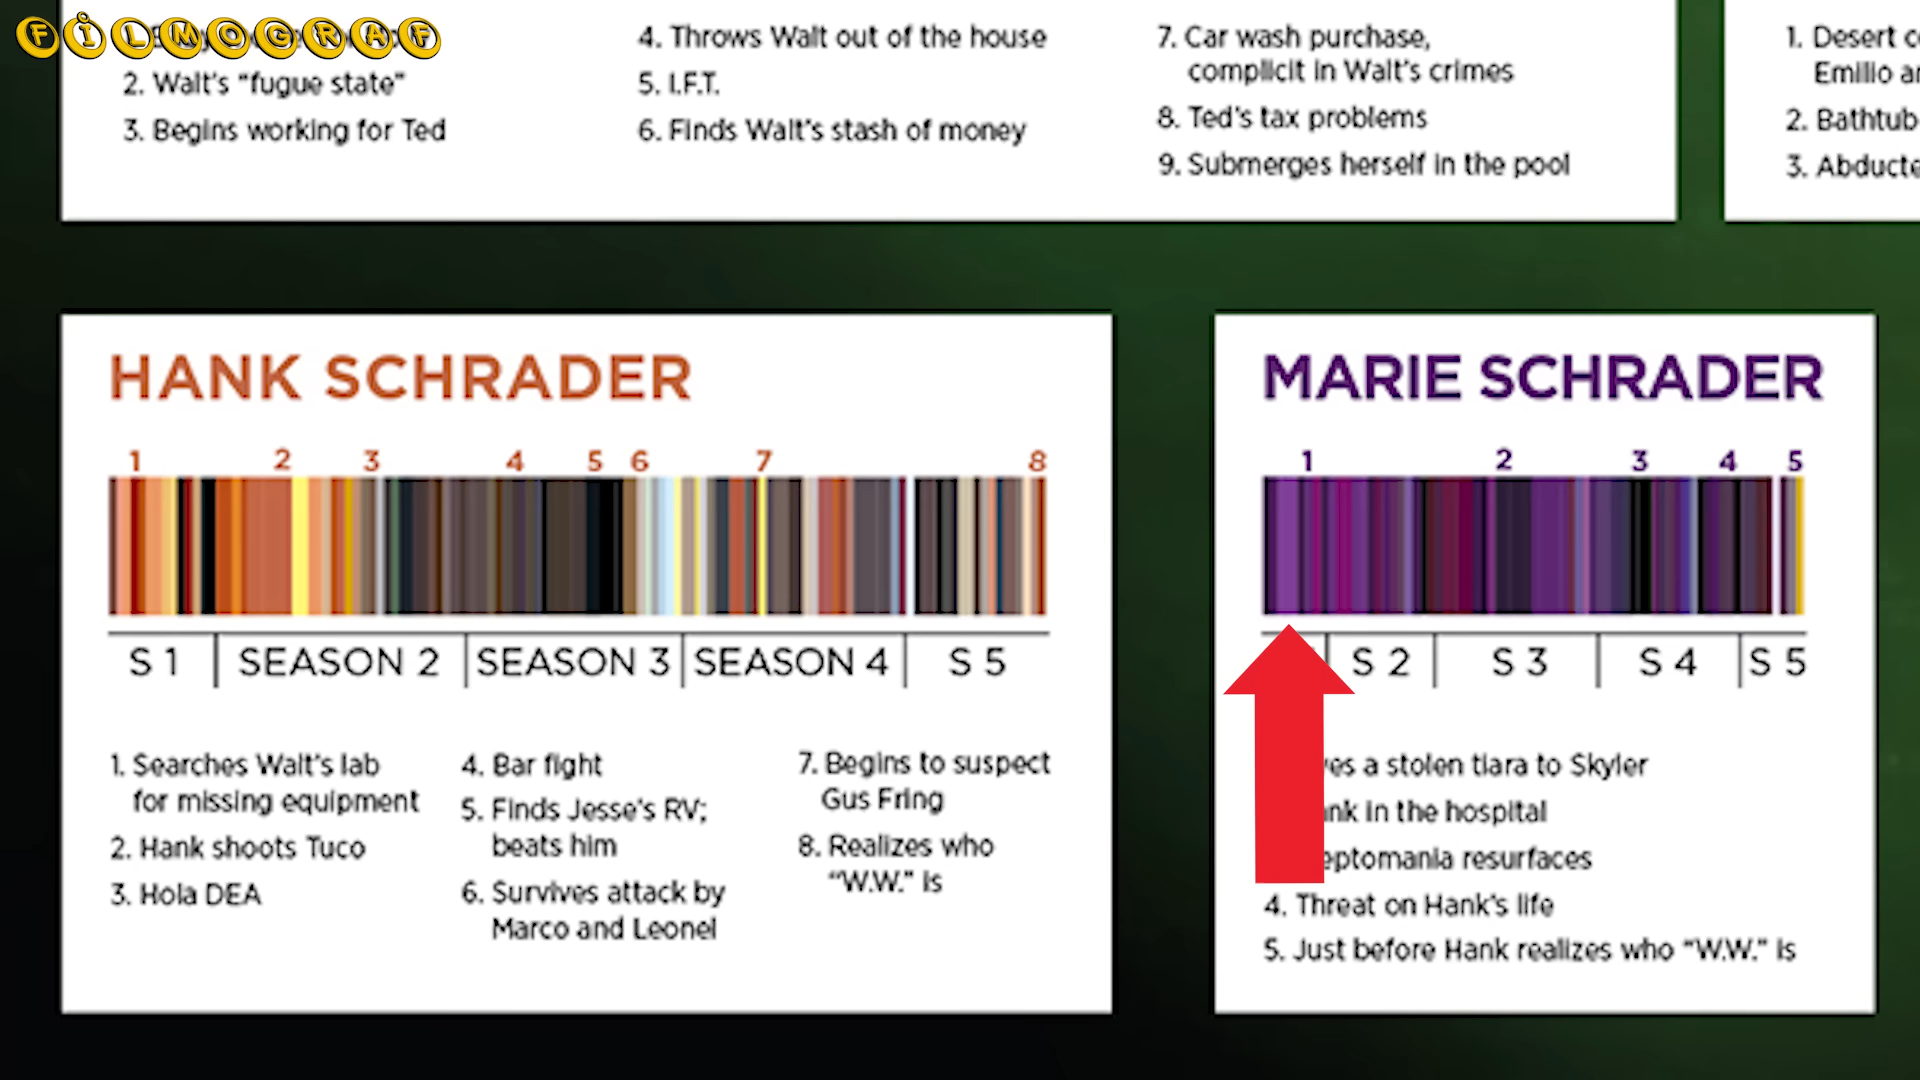 FiLMOGRAF
2. Walt's "fugue state"
3. Begins working for Ted
4. Throws Walt out of the house
5. I.F.T.
6. Finds Walt's stash of money
7. Car wash purchase,
complicit in Walt's crimes
8. Ted's tax problems
9. Submerges herself in the pool
1. Desert
2. Bathtub
3.
HANK SCHRADER
1 2 3 4 5 6 7 8
S 1 SEASON 2 SEASON 3 SEASON 4 S 5
1. Searches Walt's lab
for missing equipment
2. Hank shoots Tuco
3. Hola DEA
4. Bar fight
5. Finds Jesse's RV;
beats him
6. Survives attack by
Marco and Leonel
7. Begins to suspect
Gus Fring
8. Realizes who
"W.W." is
MARIE SCHRADER
1 2 3 4 5
S 2 S 3 S 4 S 5
a stolen tiara to Skyler
in the hospital
resurfaces
4. Threat on Hank's life
5. Just before Hank realizes who "W.W." is